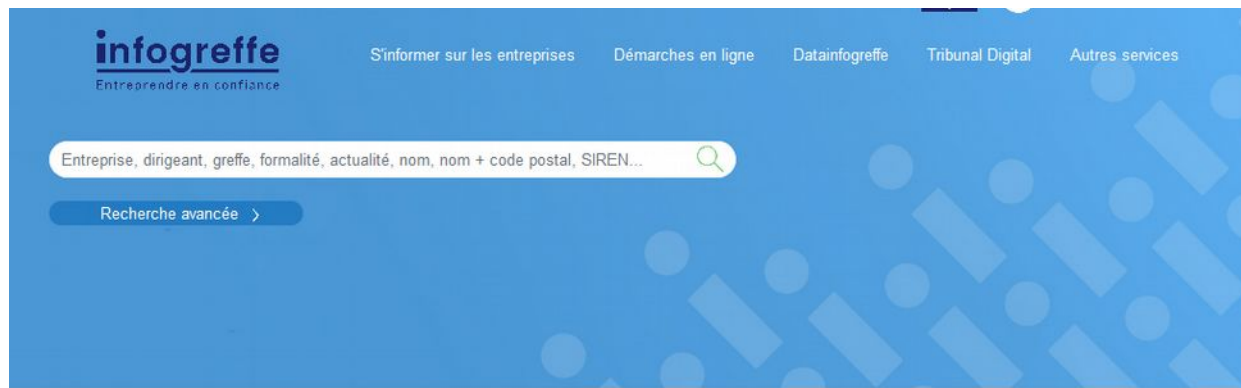 infogreffe
Entreprendre en confiance
S'informer sur les entreprises Démarches en ligne Datainfogreffe Tribunal Digital Autres services
Entreprise, dirigeant, greffe, formalité, actualité, nom, nom + code postal, SIREN...
Recherche avancée >